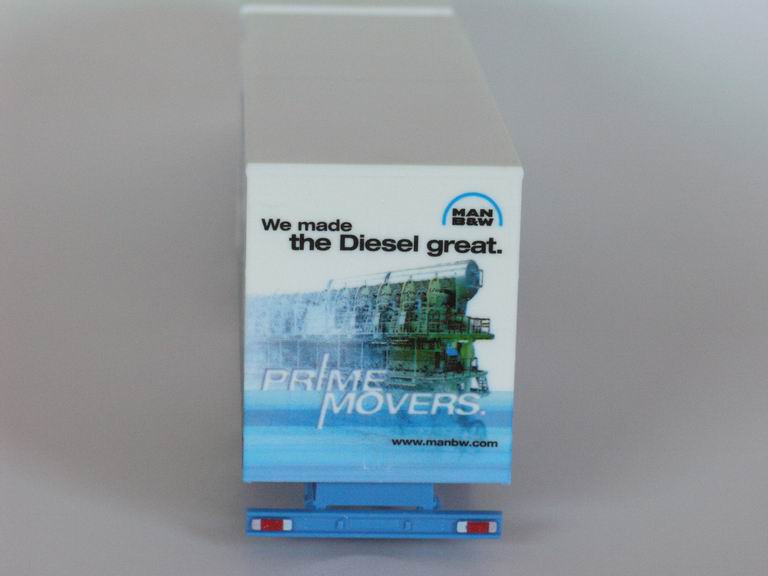 MAN
B&W
We made
the Diesel great.
PRIME
MOVERS.
www.manbw.com